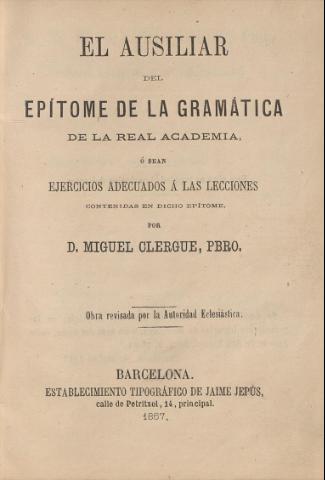 EL AUSILIAR
DEL
EPÍTOME DE LA GRAMÁTICA
DE LA REAL ACADEMIA,
Ó SEAN
EJERCICIOS ADECUADOS Á LAS LECCIONES
CONTENIDAS EN DICHO EPÍTOME,
POR
D. MIGUEL CLERGUE, PBRO.
Obra revisada por la Autoridad Eclesiástica.
BARCELONA.
ESTABLECIMIENTO TIPOGRÁFICO DE JAIME JEPÚS,
calle de Petritxol, 14, principal.
1867.